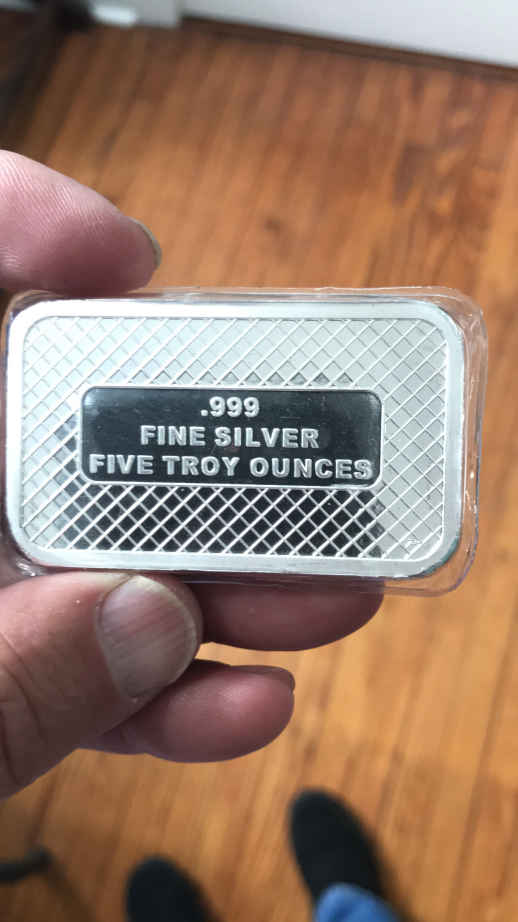 .999
FINE SILVER
FIVE TROY OUNCES